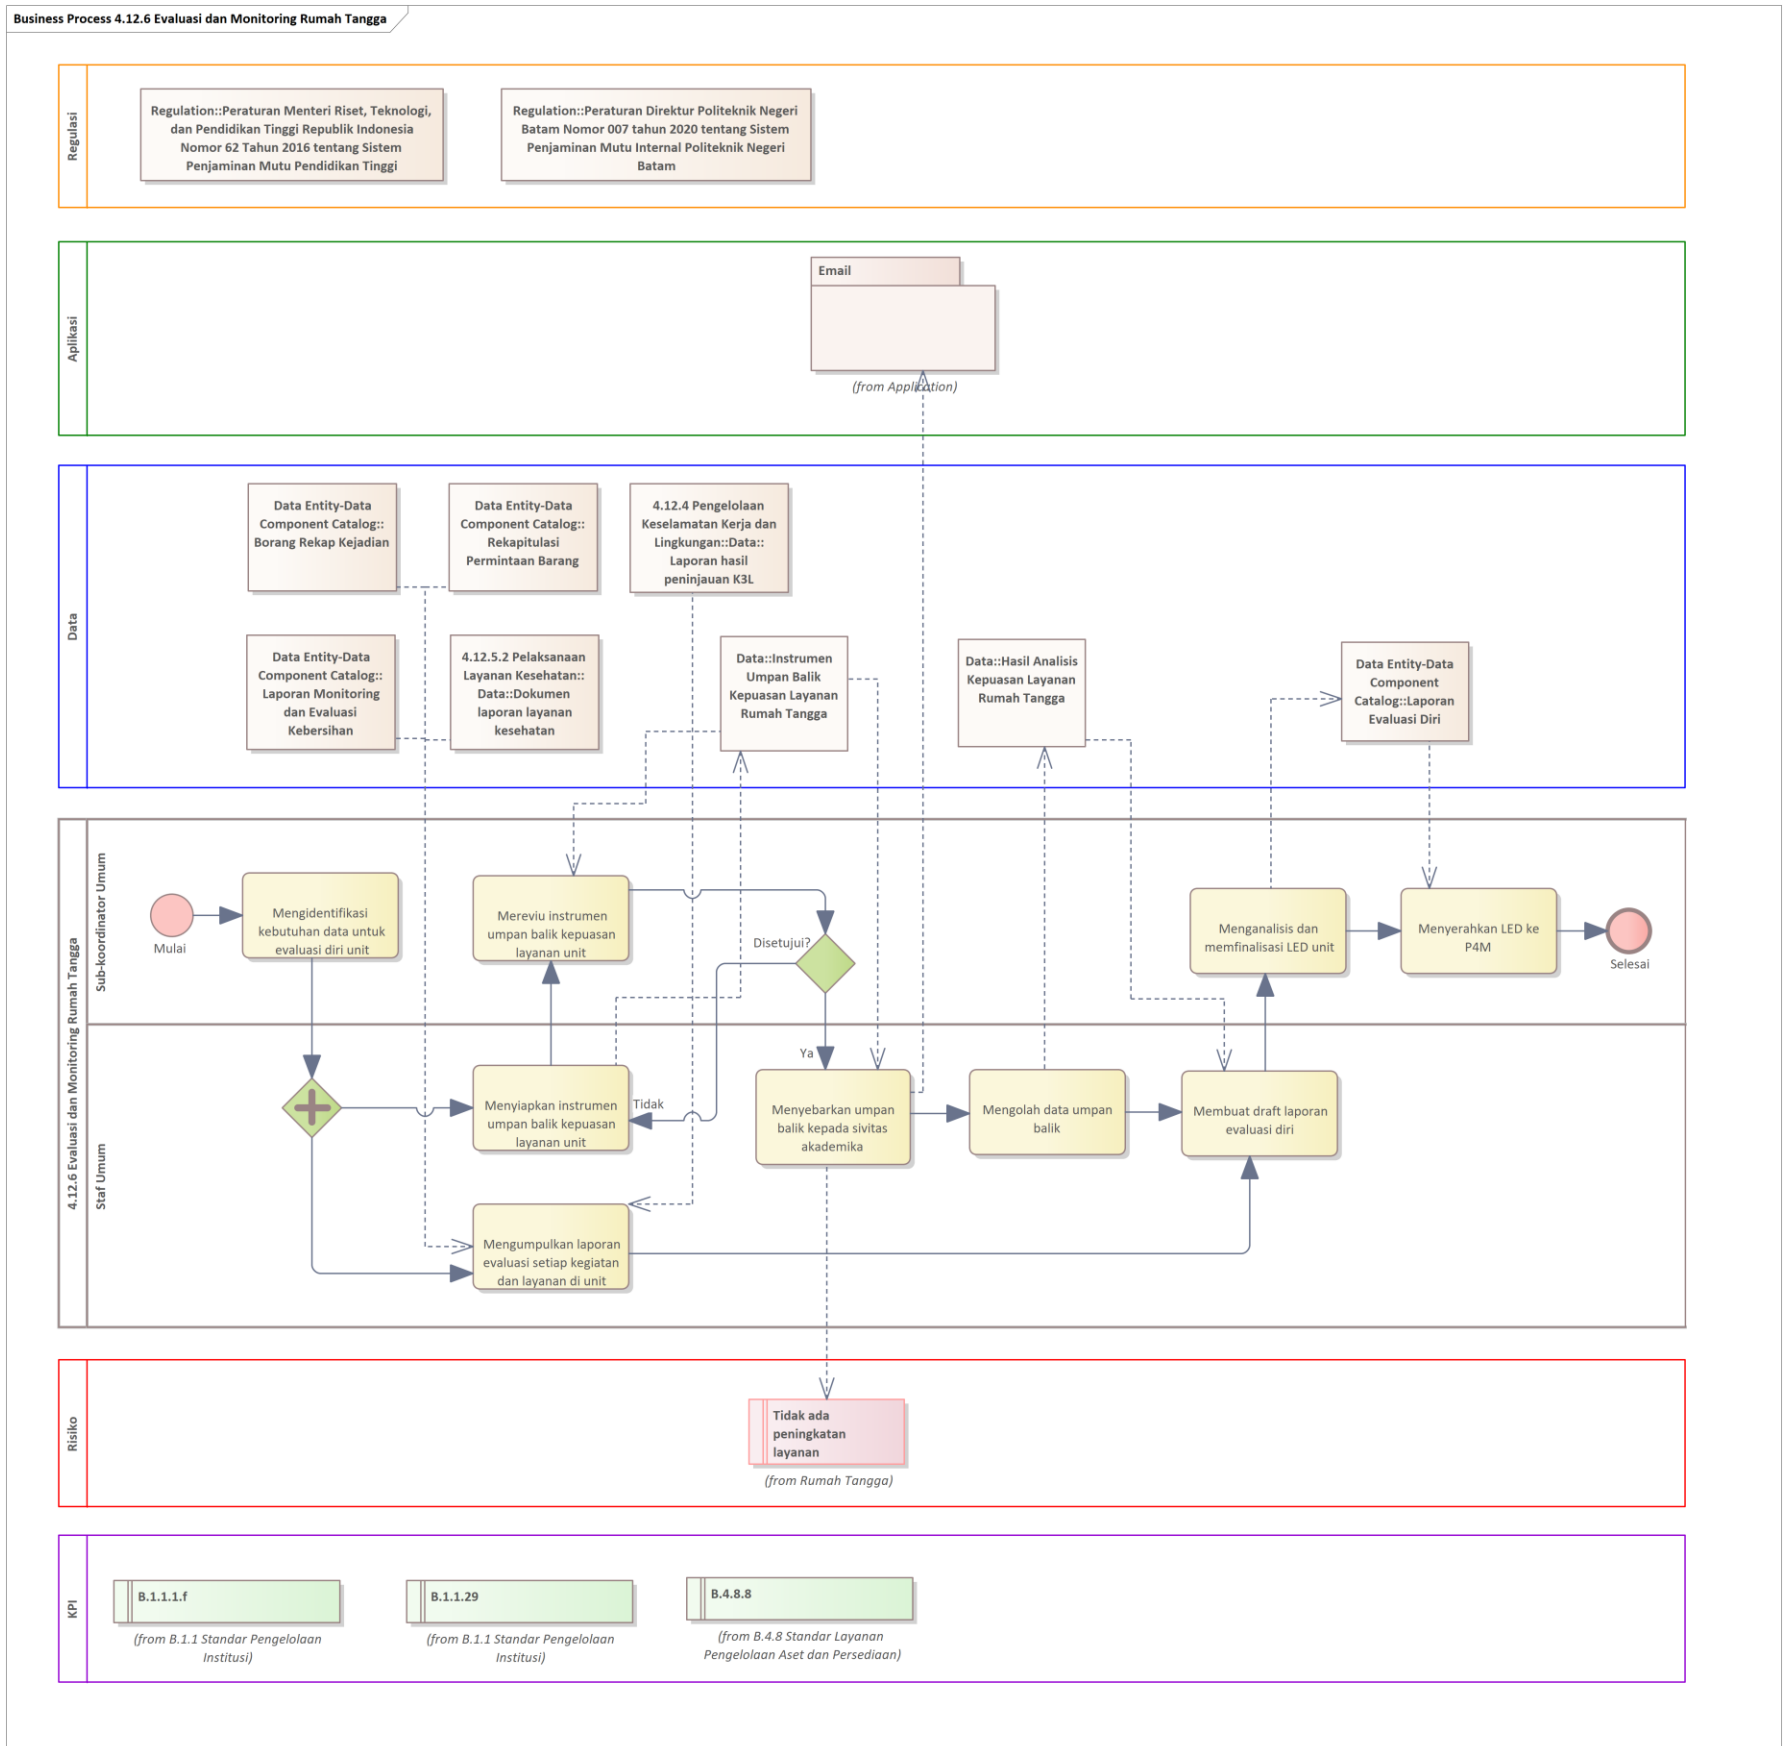 Business Process 4.12.6 Evaluasi dan Monitoring Rumah Tangga
Regulasi
Regulation::Peraturan Menteri Riset, Teknologi,
dan Pendidikan Tinggi Republik Indonesia
Nomor 62 Tahun 2016 tentang Sistem
Penjaminan Mutu Pendidikan Tinggi
Regulation::Peraturan Direktur Politeknik Negeri
Batam Nomor 007 tahun 2020 tentang Sistem
Penjaminan Mutu Internal Politeknik Negeri
Batam
Aplikasi
Email
(from Application)
Data
Data Entity-Data
Component Catalog::
Borang Rekap Kejadian
Data Entity-Data
Component Catalog::
Rekapitulasi
Permintaan Barang
4.12.4 Pengelolaan
Keselamatan Kerja dan
Lingkungan::Data::
Laporan hasil
peninjauan K3L
Data Entity-Data
Component Catalog::
Laporan Monitoring
dan Evaluasi
Kebersihan
4.12.5.2 Pelaksanaan
Layanan Kesehatan::
Data::Dokumen
laporan layanan
kesehatan
Data::Instrumen
Umpan Balik
Kepuasan Layanan
Rumah Tangga
Data::Hasil Analisis
Kepuasan Layanan
Rumah Tangga
Data Entity-Data
Component
Catalog::Laporan
Evaluasi Diri
4.12.6 Evaluasi dan Monitoring Rumah Tangga
Sub-koordinator Umum
Mulai
Mengidentifikasi
kebutuhan data untuk
evaluasi diri unit
Mereviu instrumen
umpan balik kepuasan
layanan unit
Disetujui?
Menganalisis dan
memfinalisasi LED unit
Menyerahkan LED ke
P4M
Selesai
Staf Umum
Menyiapkan instrumen
umpan balik kepuasan
layanan unit
Tidak
Ya
Menyebarkan umpan
balik kepada sivitas
akademika
Mengolah data umpan
balik
Membuat draft laporan
evaluasi diri
Mengumpulkan laporan
evaluasi setiap kegiatan
dan layanan di unit
Risiko
Tidak ada
peningkatan
layanan
(from Rumah Tangga)
KPI
B.1.1.1.f
(from B.1.1 Standar Pengelolaan
Institusi)
B.1.1.29
(from B.1.1 Standar Pengelolaan
Institusi)
B.4.8.8
(from B.4.8 Standar Layanan
Pengelolaan Aset dan Persediaan)